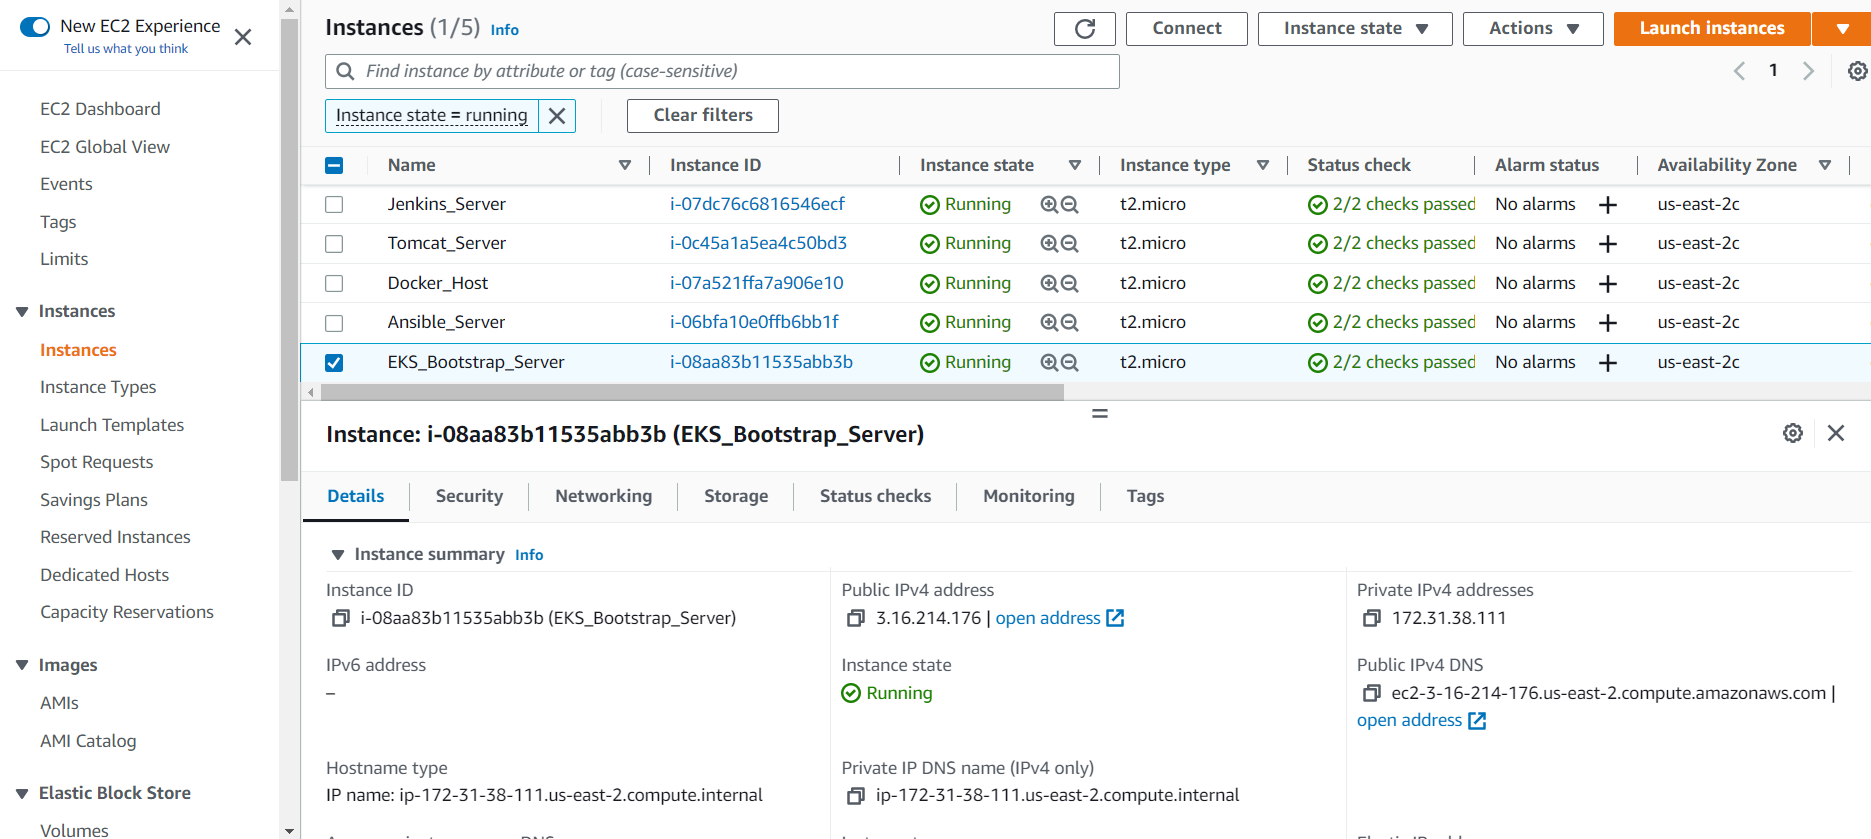 New EC2 Experience
Tell us what you think
EC2 Dashboard
EC2 Global View
Events
Tags
Limits
Instances
Instances
Instance Types
Launch Templates
Spot Requests
Savings Plans
Reserved Instances
Dedicated Hosts
Capacity Reservations
Images
AMIs
AMI Catalog
Elastic Block Store
Volumes
Instances (1/5) Info
Connect
Instance state
Actions
Launch instances
Find instance by attribute or tag (case-sensitive)
1
Instance state = running
Clear filters
Name Instance ID Instance state Instance type Status check Alarm status Availability Zone
Jenkins_Server i-07dc76c6816546ecf Running t2.micro 2/2 checks passed No alarms + us-east-2c
Tomcat_Server i-0c45a1a5ea4c50bd3 Running t2.micro 2/2 checks passed No alarms + us-east-2c
Docker_Host i-07a521ffa7a906e10 Running t2.micro 2/2 checks passed No alarms + us-east-2c
Ansible_Server i-06bfa10e0ffb6bb1f Running t2.micro 2/2 checks passed No alarms + us-east-2c
EKS_Bootstrap_Server i-08aa83b11535abb3b Running t2.micro 2/2 checks passed No alarms + us-east-2c
Instance: i-08aa83b11535abb3b (EKS_Bootstrap_Server)
Details Security Networking Storage Status checks Monitoring Tags
Instance summary Info
Instance ID
i-08aa83b11535abb3b (EKS_Bootstrap_Server)
Public IPv4 address
3.16.214.176 | open address
Private IPv4 addresses
172.31.38.111
IPv6 address
–
Instance state
Running
Public IPv4 DNS
ec2-3-16-214-176.us-east-2.compute.amazonaws.com |
open address
Hostname type
IP name: ip-172-31-38-111.us-east-2.compute.internal
Private IP DNS name (IPv4 only)
ip-172-31-38-111.us-east-2.compute.internal